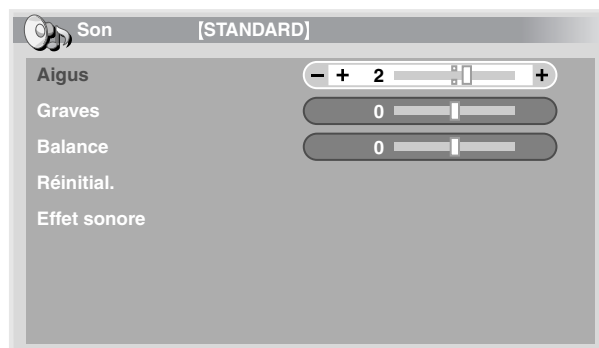 Son [STANDARD]
Aigus − + 2 +
Graves 0
Balance 0
Réinitial.
Effet sonore